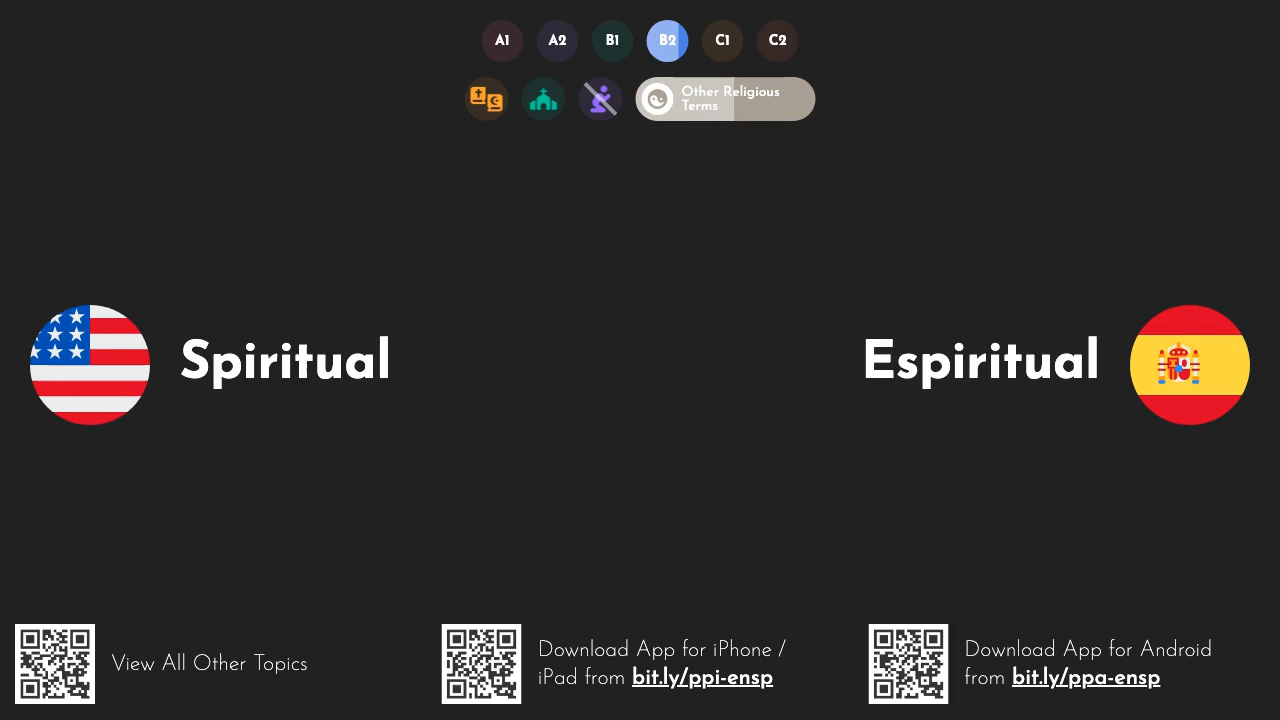 A1 A2 B1 B2 C1 C2
Other Religious
Terms
Spiritual
Espiritual
View All Other Topics
Download App for iPhone /
iPad from bit.ly/ppi-ensp
Download App for Android
from bit.ly/ppa-ensp